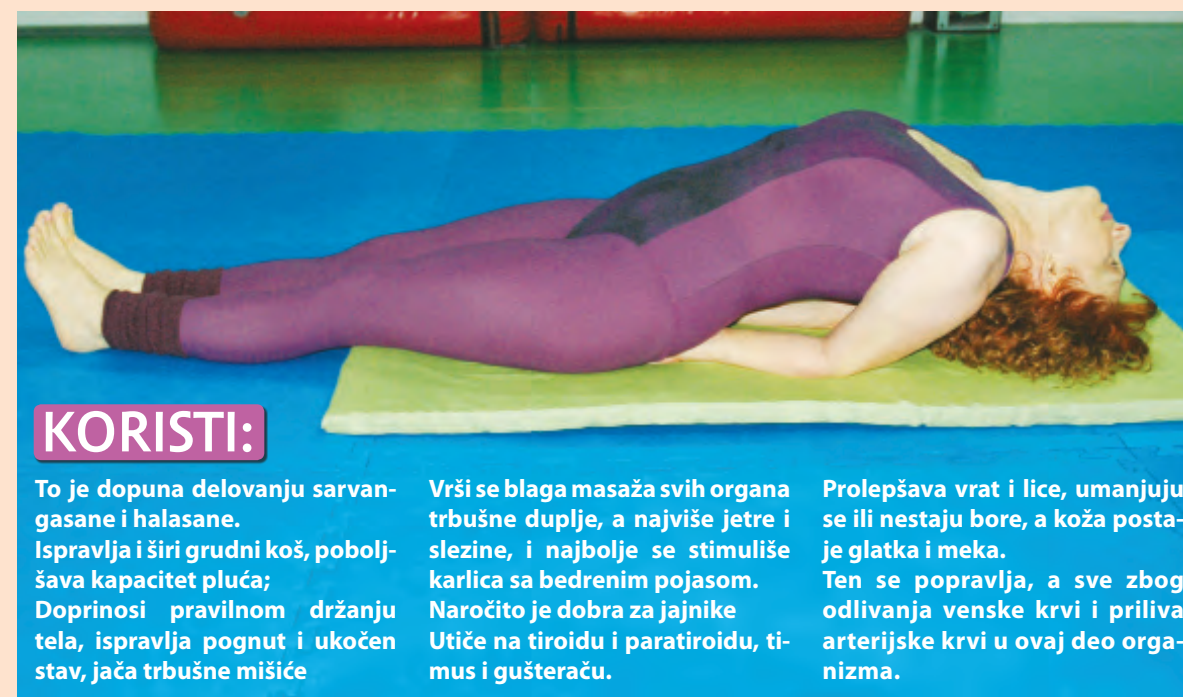 KORISTI:
To je dopuna delovanju sarvan-
gasane i halasane.
Ispravlja i širi grudni koš, pobolj-
šava kapacitet pluća;
Doprinosi pravilnom držanju
tela, ispravlja pognut i ukočen
stav, jača trbušne mišiće
Vrši se blaga masaža svih organa
trbušne duplje, a najviše jetre i
slezine, i najbolje se stimuliše
karlica sa bedrenim pojasom.
Naročito je dobra za jajnike
Utiče na tiroidu i paratiroidu, ti-
mus i gušteraču.
Prolepšava vrat i lice, umanjuju
se ili nestaju bore, a koža posta-
je glatka i meka.
Ten se popravlja, a sve zbog
odlivanja venske krvi i priliva
arterijske krvi u ovaj deo orga-
nizma.